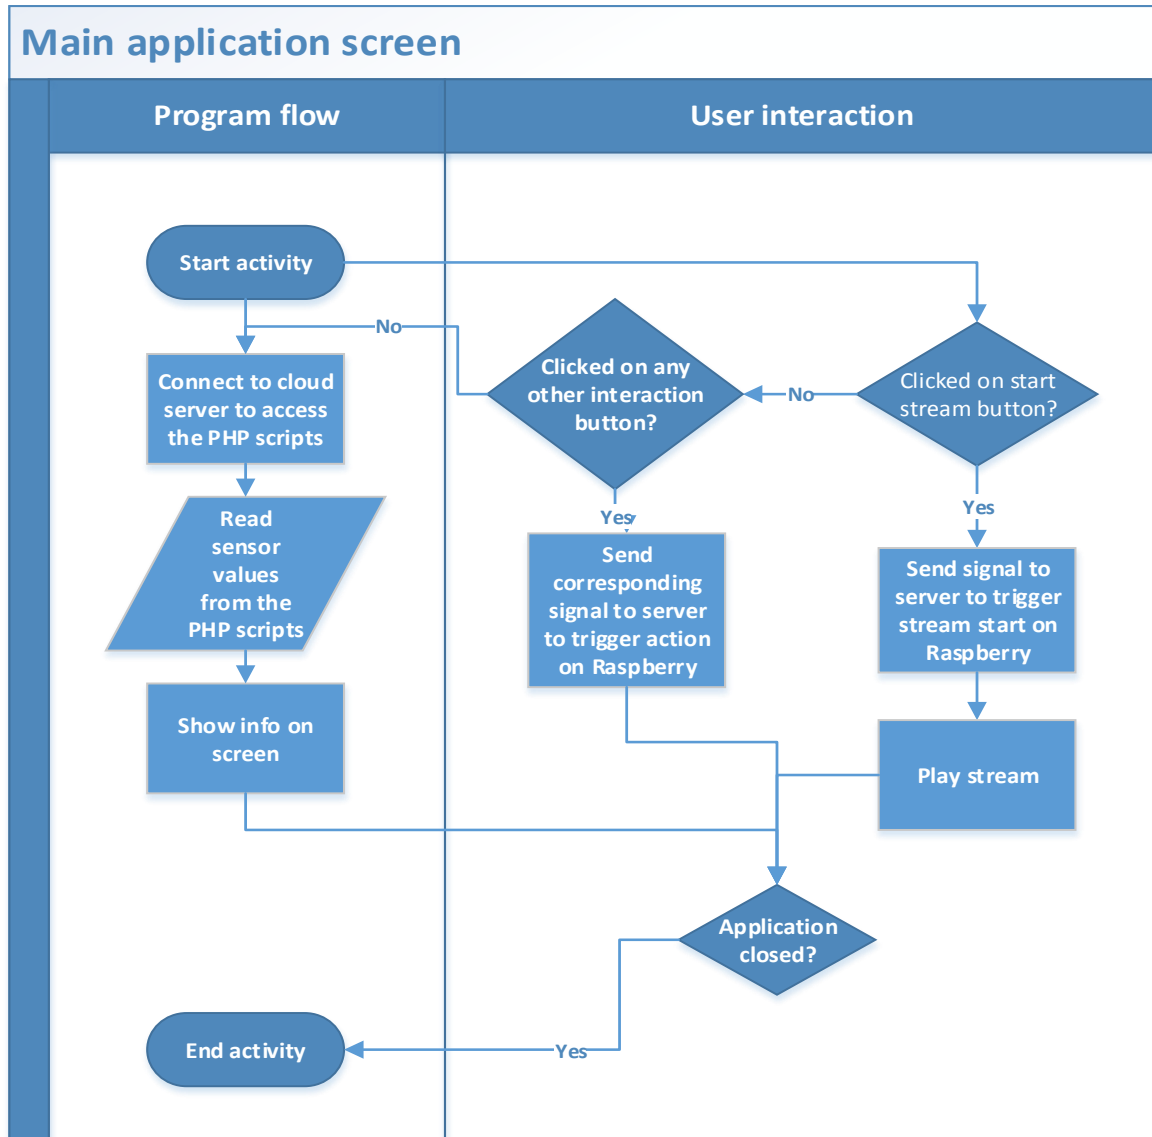 Main application screen
Program flow
User interaction
Start activity
No
Clicked on any
other interaction
button?
No
Clicked on start
stream button?
Connect to cloud
server to access
the PHP scripts
Yes
Yes
Read
sensor
values
from the
PHP scripts
Send
corresponding
signal to server
to trigger action
on Raspberry
Send signal to
server to trigger
stream start on
Raspberry
Show info on
screen
Play stream
Application
closed?
End activity
Yes